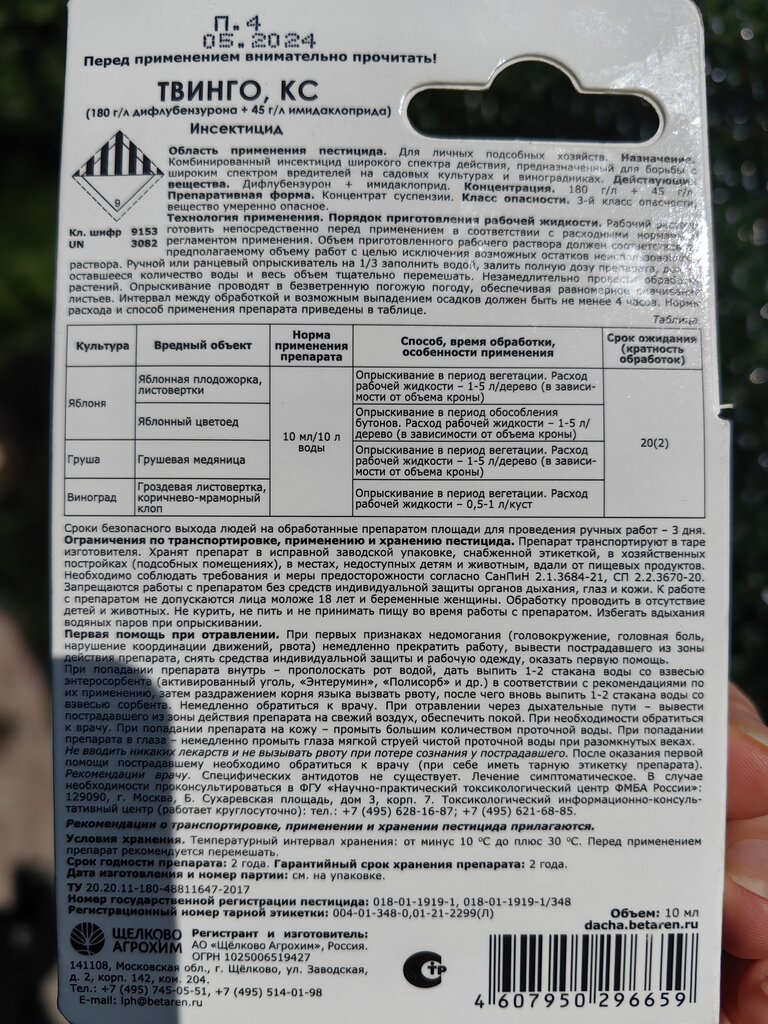 П.4
05.2024
Перед применением внимательно прочитать!
ТВИНГО, КС
(180 г/л дифлубензурона + 45 г/л имидаклоприда)
Инсектицид
9
Кл. шифр 9153
UN 3082
Область применения пестицида. Для личных подсобных хозяйств. Назначение.
Комбинированный инсектицид широкого спектра действия, предназначенный для борьбы с
широким спектром вредителей на садовых культурах и виноградниках. Действующие
вещества. Дифлубензурон + имидаклоприд. Концентрация. 180 г/л + 45 г/л
Препаративная форма. Концентрат суспензии. Класс опасности. 3-й класс опасности
вещество умеренно опасное.
Технология применения. Порядок приготовления рабочей жидкости. Рабочий раствор
готовить непосредственно перед применением в соответствии с расходными нормами,
регламентом применения. Объем приготовленного рабочего раствора должен соответствовать
предполагаемому объему работ с целью исключения возможных остатков неиспользованного
раствора. Ручной или ранцевый опрыскиватель на 1/3 заполнить водой, залить полную дозу препарата,
оставшееся количество воды и весь объем тщательно перемешать. Незамедлительно провести обработку
растений. Опрыскивание проводят в безветренную погожую погоду, обеспечивая равномерное смачивание
листьев. Интервал между обработкой и возможным выпадением осадков должен быть не менее 4 часов. Норма
расхода и способ применения препарата приведены в таблице.
Таблица
Культура Вредный объект Норма применения препарата Способ, время обработки, особенности применения Срок ожидания (кратность обработок)
Яблоня Яблонная плодожорка, листовертки 10 мл/10 л воды Опрыскивание в период вегетации. Расход рабочей жидкости – 1-5 л/дерево (в зависи-мости от объема кроны) 20(2)
Яблонный цветоед Опрыскивание в период обособления бутонов. Расход рабочей жидкости – 1-5 л/дерево (в зависимости от объема кроны)
Груша Грушевая медяница Опрыскивание в период вегетации. Расход рабочей жидкости – 1-5 л/дерево (в зависи-мости от объема кроны)
Виноград Гроздевая листовертка, коричнево-мраморный клоп Опрыскивание в период вегетации. Расход рабочей жидкости – 0,5-1 л/куст
Сроки безопасного выхода людей на обработанные препаратом площади для проведения ручных работ – 3 дня.
Ограничения по транспортировке, применению и хранению пестицида. Препарат транспортируют в таре
изготовителя. Хранят препарат в исправной заводской упаковке, снабженной этикеткой, в хозяйственных
постройках (подсобных помещениях), в местах, недоступных детям и животным, вдали от пищевых продуктов.
Необходимо соблюдать требования и меры предосторожности согласно СанПиН 2.1.3684-21, СП 2.2.3670-20.
Запрещаются работы с препаратом без средств индивидуальной защиты органов дыхания, глаз и кожи. К работе
с препаратом не допускаются лица моложе 18 лет и беременные женщины. Обработку проводить в отсутствие
детей и животных. Не курить, не пить и не принимать пищу во время работы с препаратом. Избегать вдыхания
водяных паров при опрыскивании.
Первая помощь при отравлении. При первых признаках недомогания (головокружение, головная боль,
нарушение координации движений, рвота) немедленно прекратить работу, вывести пострадавшего из зоны
действия препарата, снять средства индивидуальной защиты и рабочую одежду, оказать первую помощь.
При попадании препарата внутрь – прополоскать рот водой, дать выпить 1-2 стакана воды со взвесью
энтеросорбента (активированный уголь, «Энтерумин», «Полисорб» и др.) в соответствии с рекомендациями по
их применению, затем раздражением корня языка вызвать рвоту, после чего вновь выпить 1-2 стакана воды со
взвесью сорбента. Немедленно обратиться к врачу. При отравлении через дыхательные пути – вывести
пострадавшего из зоны действия препарата на свежий воздух, обеспечить покой. При необходимости обратиться
к врачу. При попадании препарата на кожу – промыть большим количеством проточной воды. При попадании
препарата в глаза – немедленно промыть глаза мягкой струей чистой проточной воды при разомкнутых веках.
Не вводить никаких лекарств и не вызывать рвоту при потере сознания у пострадавшего. После оказания первой
помощи пострадавшему необходимо обратиться к врачу (при себе иметь тарную этикетку препарата).
Рекомендации врачу. Специфических антидотов не существует. Лечение симптоматическое. В случае
необходимости проконсультироваться в ФГУ «Научно-практический токсикологический центр ФМБА России»:
129090, г. Москва, Б. Сухаревская площадь, дом 3, корп. 7. Токсикологический информационно-консуль-
тативный центр (работает круглосуточно): тел.: +7 (495) 628-16-87; +7 (495) 621-68-85.
Рекомендации о транспортировке, применении и хранении пестицида прилагаются.
Условия хранения. Температурный интервал хранения: от минус 10 ºС до плюс 30 ºС. Перед применением
препарат рекомендуется перемешать.
Срок годности препарата: 2 года. Гарантийный срок хранения препарата: 2 года.
Дата изготовления и номер партии: см. на упаковке.
ТУ 20.20.11-180-48811647-2017
Номер государственной регистрации пестицида: 018-01-1919-1, 018-01-1919-1/348
Регистрационный номер тарной этикетки: 004-01-348-0,01-21-2299(Л)
Объем: 10 мл
dacha.betaren.ru
ЩЕЛКОВО
АГРОХИМ
Регистрант и изготовитель:
АО «Щёлково Агрохим», Россия.
ОГРН 1025006519427
141108, Московская обл., г. Щёлково, ул. Заводская,
д. 2, корп. 142, ком. 204.
Тел.: +7 (495) 745-05-51, +7 (495) 514-01-98
E-mail: lph@betaren.ru
4 607950 296659